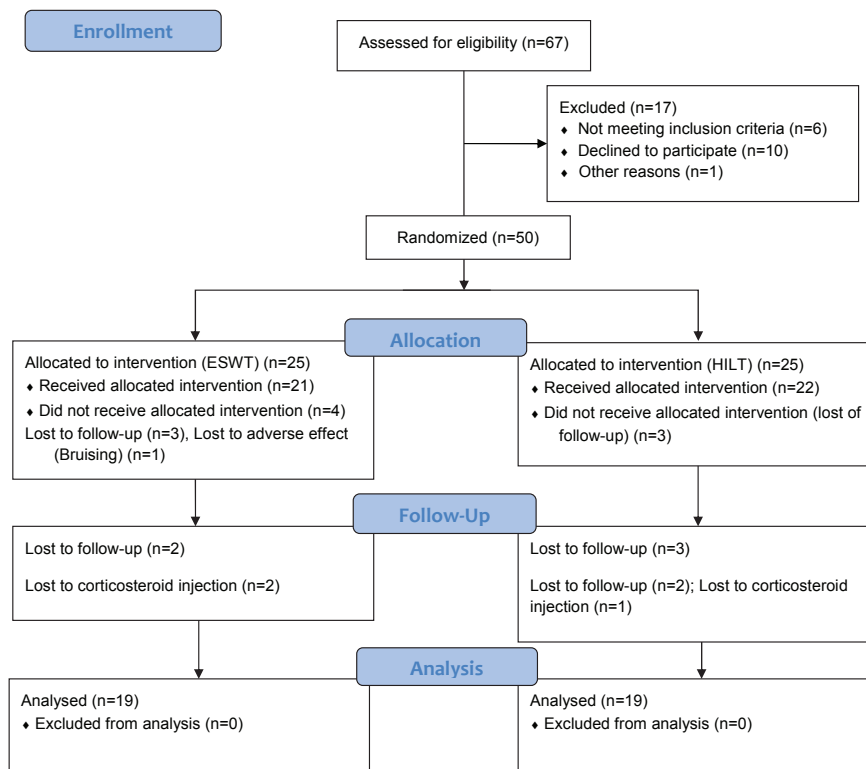 Enrollment
Assessed for eligibility (n=67)
Excluded (n=17)
♦ Not meeting inclusion criteria (n=6)
♦ Declined to participate (n=10)
♦ Other reasons (n=1)
Randomized (n=50)
Allocation
Allocated to intervention (ESWT) (n=25)
♦ Received allocated intervention (n=21)
♦ Did not receive allocated intervention (n=4)
Lost to follow-up (n=3), Lost to adverse effect
(Bruising) (n=1)
Allocated to intervention (HILT) (n=25)
♦ Received allocated intervention (n=22)
♦ Did not receive allocated intervention (lost of
follow-up) (n=3)
Follow-Up
Lost to follow-up (n=2)
Lost to corticosteroid injection (n=2)
Lost to follow-up (n=3)
Lost to follow-up (n=2); Lost to corticosteroid
injection (n=1)
Analysis
Analysed (n=19)
♦ Excluded from analysis (n=0)
Analysed (n=19)
♦ Excluded from analysis (n=0)